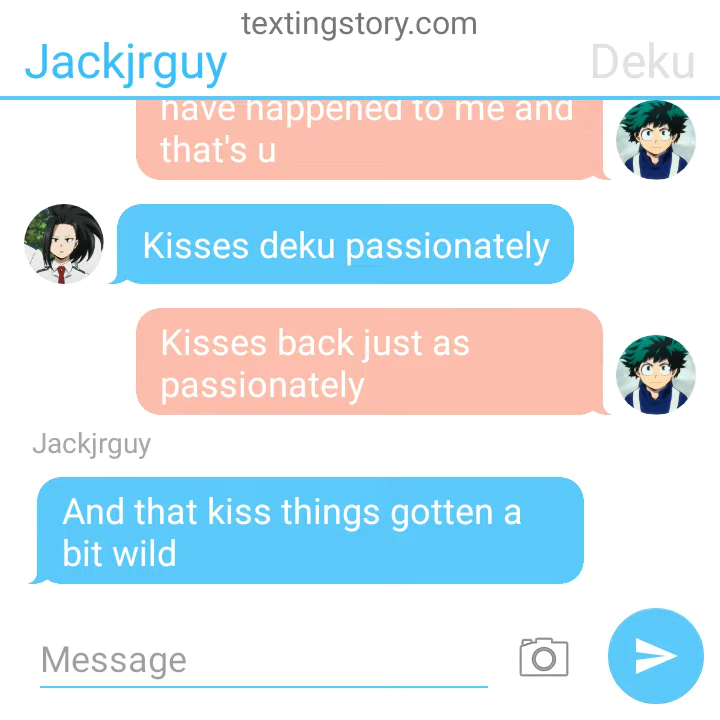 textingstory.com
Jackjrguy
Deku
have happened to me and
that's u
Kisses deku passionately
Kisses back just as
passionately
Jackjrguy
And that kiss things gotten a
bit wild
Message